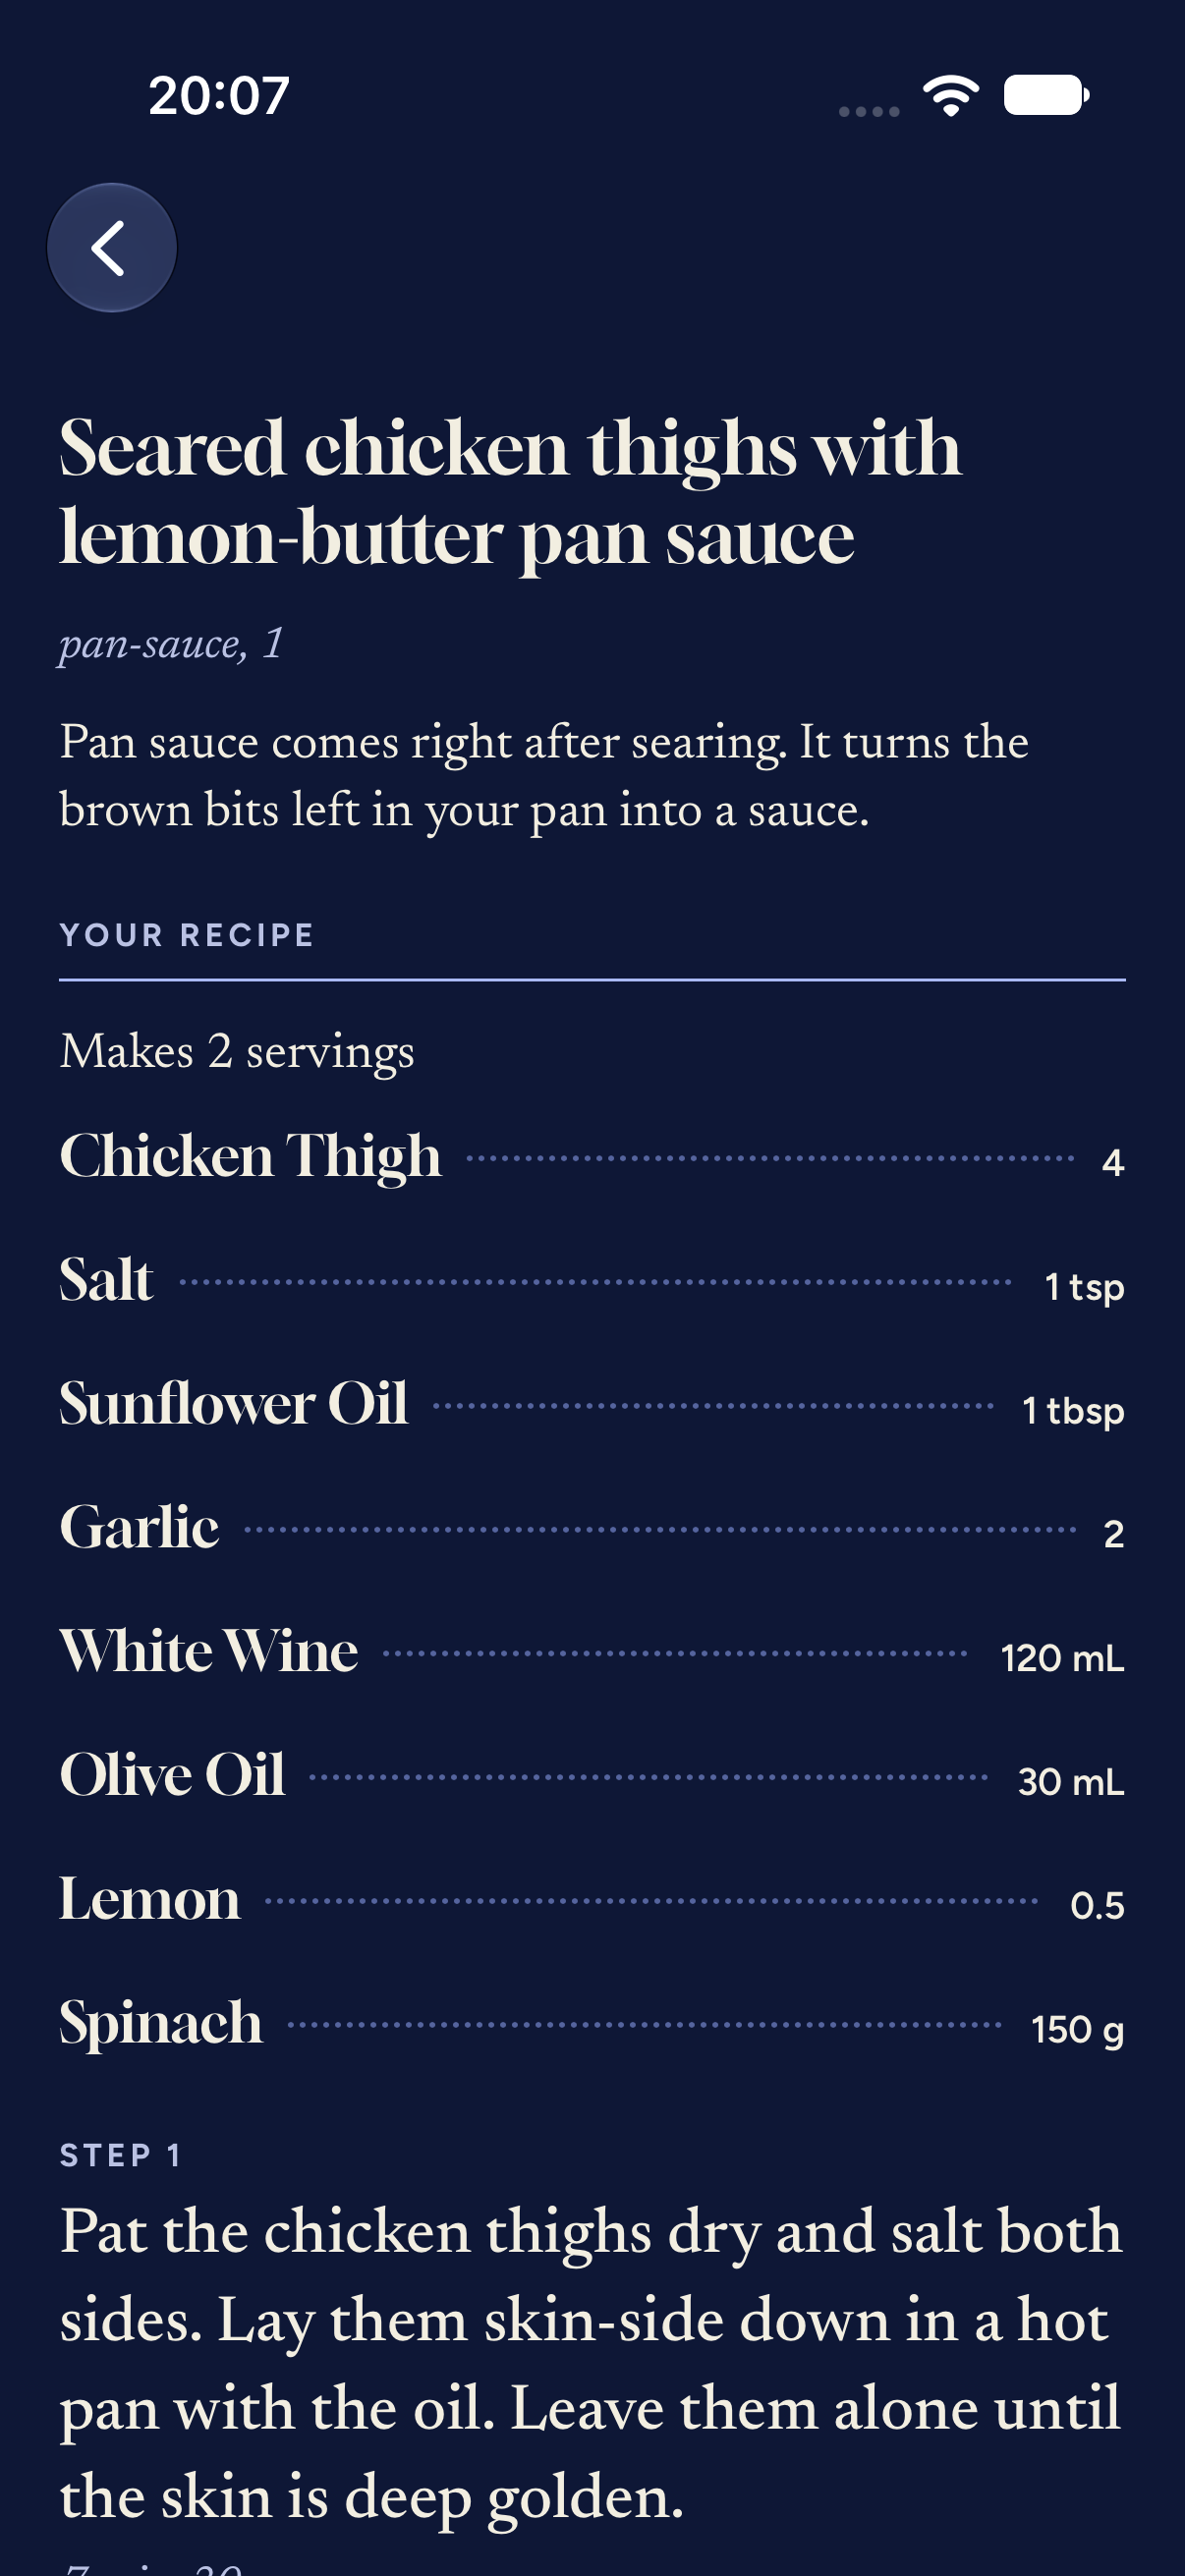 20:07
Seared chicken thighs with
lemon-butter pan sauce
pan-sauce, 1
Pan sauce comes right after searing. It turns the
brown bits left in your pan into a sauce.
YOUR RECIPE
Makes 2 servings
Chicken Thigh 4
Salt 1 tsp
Sunflower Oil 1 tbsp
Garlic 2
White Wine 120 mL
Olive Oil 30 mL
Lemon 0.5
Spinach 150 g
STEP 1
Pat the chicken thighs dry and salt both
sides. Lay them skin-side down in a hot
pan with the oil. Leave them alone until
the skin is deep golden.